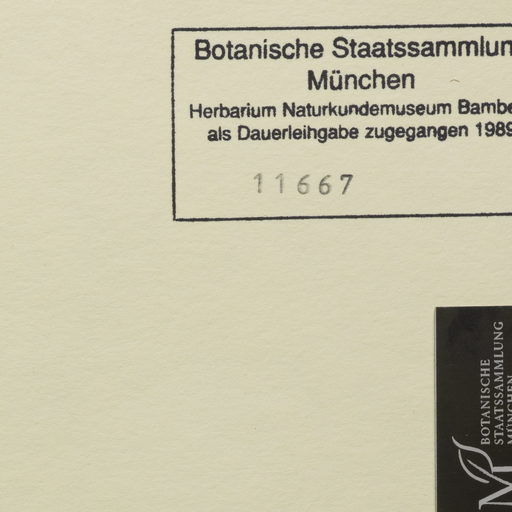 Botanische Staatssammlun
München
Herbarium Naturkundemuseum Bambe
als Dauerleihgabe zugegangen 1989
11667
BOTANISCHE
STAATSSAMMLUNG
MÜNCHEN
M